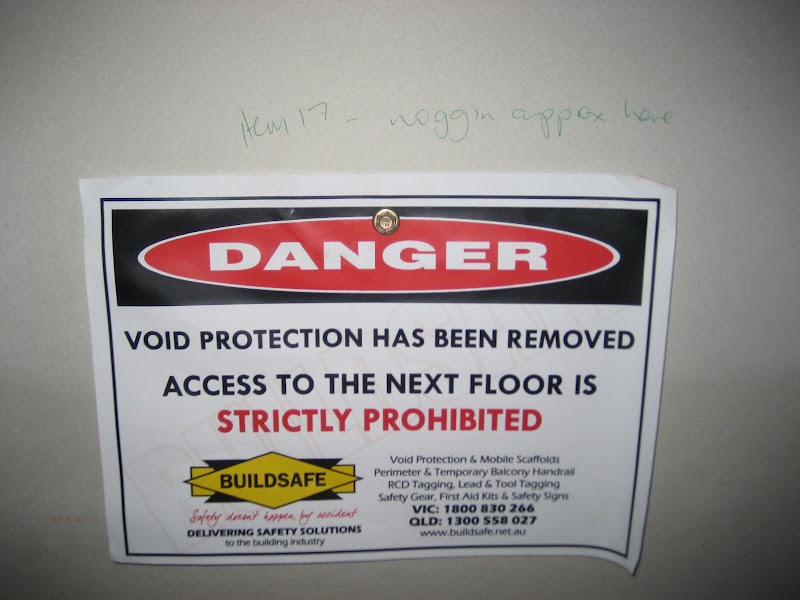 Item 17 - noggin approx here
DANGER
VOID PROTECTION HAS BEEN REMOVED
ACCESS TO THE NEXT FLOOR IS
STRICTLY PROHIBITED
BUILDSAFE
Safety doesn't happen by accident
DELIVERING SAFETY SOLUTIONS
to the building industry
Void Protection & Mobile Scaffolds
Perimeter & Temporary Balcony Handrail
RCD Tagging, Lead & Tool Tagging
Safety Gear, First Aid Kits & Safety Signs
VIC: 1800 830 266
QLD: 1300 558 027
www.buildsafe.net.au
BUILDSAFE